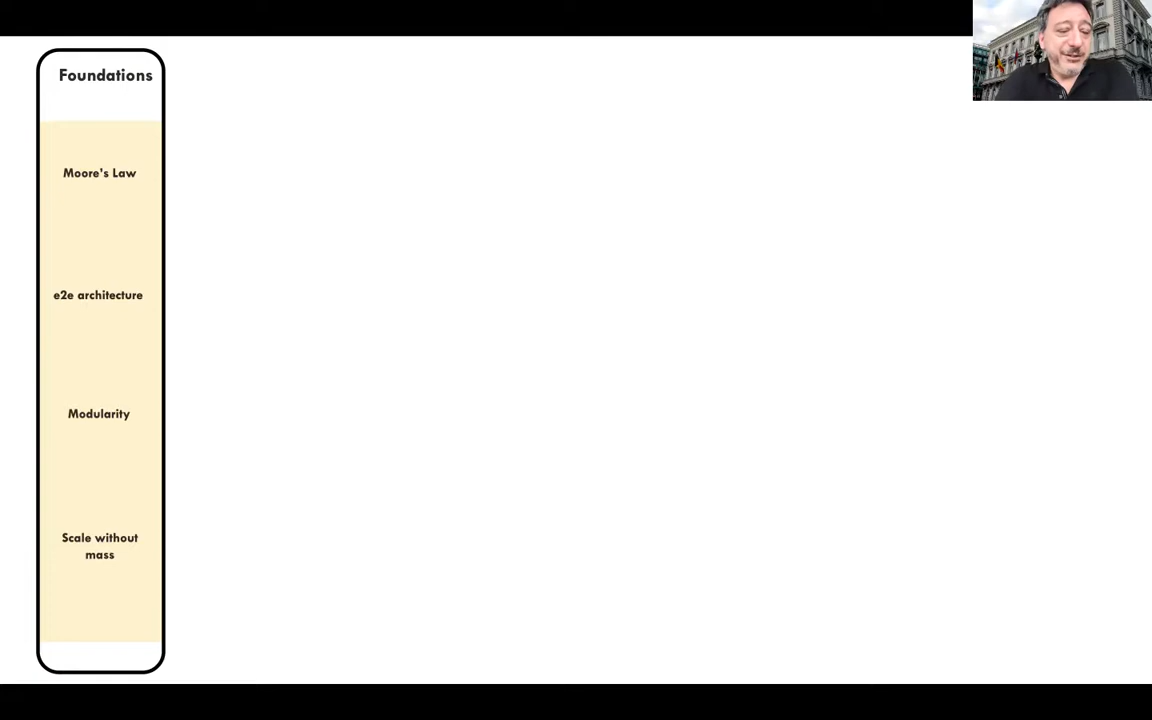 Foundations
Moore's Law
e2e architecture
Modularity
Scale without
mass